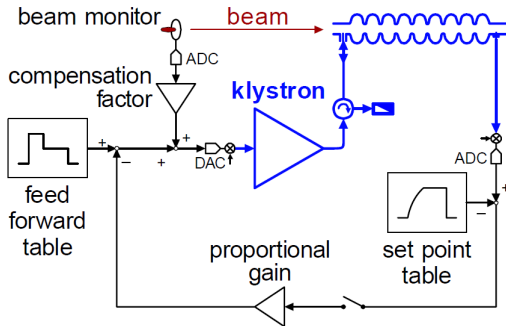 beam monitor
beam
ADC
compensation
factor
klystron
+
−
+
+
DAC
ADC
feed
forward
table
+
−
set point
table
proportional
gain